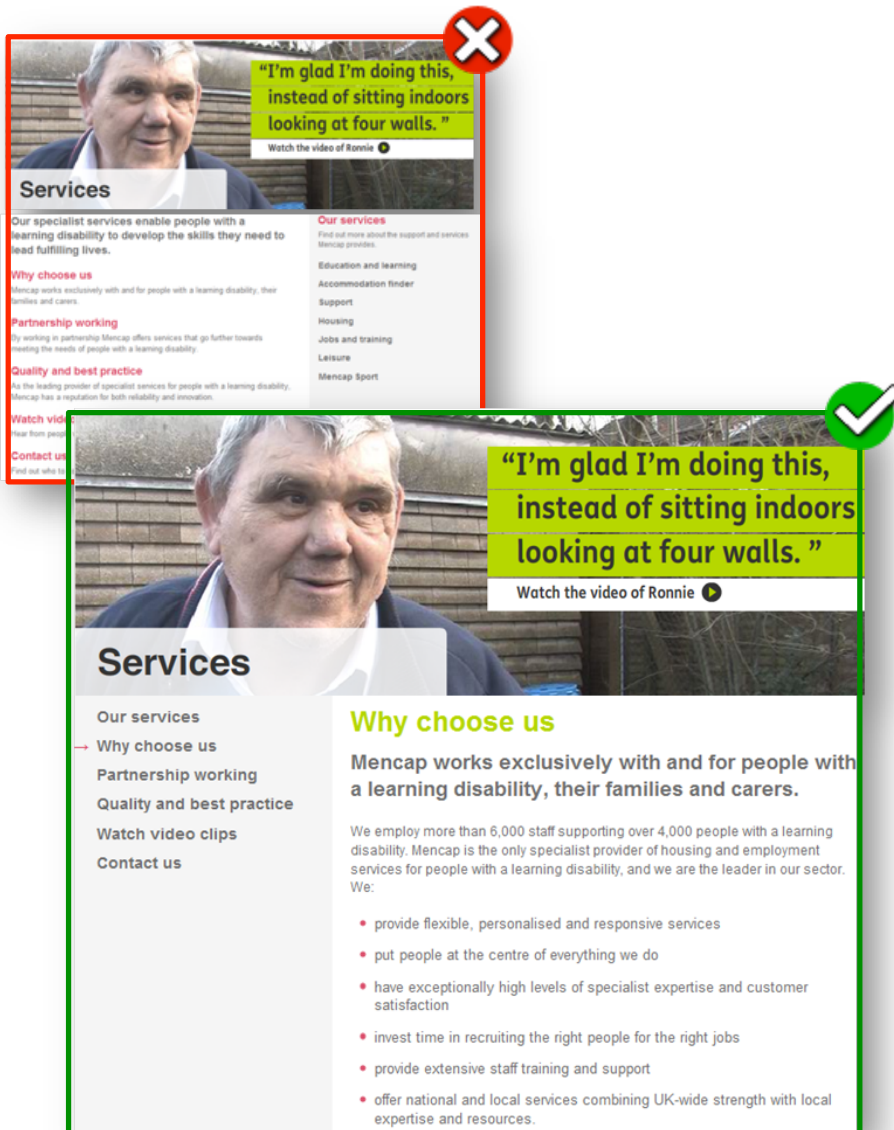 “I’m glad I’m doing this,
instead of sitting indoors
looking at four walls. ”
Watch the video of Ronnie
Services
Our specialist services enable people with a
learning disability to develop the skills they need to
lead fulfilling lives.
Why choose us
Mencap works exclusively with and for people with a learning disability, their
families and carers.
Partnership working
By working in partnership Mencap offers services that go further towards
meeting the needs of people with a learning disability.
Quality and best practice
As the leading provider of specialist services for people with a learning disability,
Mencap has a reputation for both reliability and innovation.
Watch
Hear from
Contact us
Find out who to
Our services
Find out more about the support and services
Mencap provides.
Education and learning
Accommodation finder
Support
Housing
Jobs and training
Leisure
Mencap Sport
“I’m glad I’m doing this,
instead of sitting indoors
looking at four walls. ”
Watch the video of Ronnie
Services
Our services
→ Why choose us
Partnership working
Quality and best practice
Watch video clips
Contact us
Why choose us
Mencap works exclusively with and for people with
a learning disability, their families and carers.
We employ more than 6,000 staff supporting over 4,000 people with a learning
disability. Mencap is the only specialist provider of housing and employment
services for people with a learning disability, and we are the leader in our sector.
We:
• provide flexible, personalised and responsive services
• put people at the centre of everything we do
• have exceptionally high levels of specialist expertise and customer
satisfaction
• invest time in recruiting the right people for the right jobs
• provide extensive staff training and support
• offer national and local services combining UK-wide strength with local
expertise and resources.